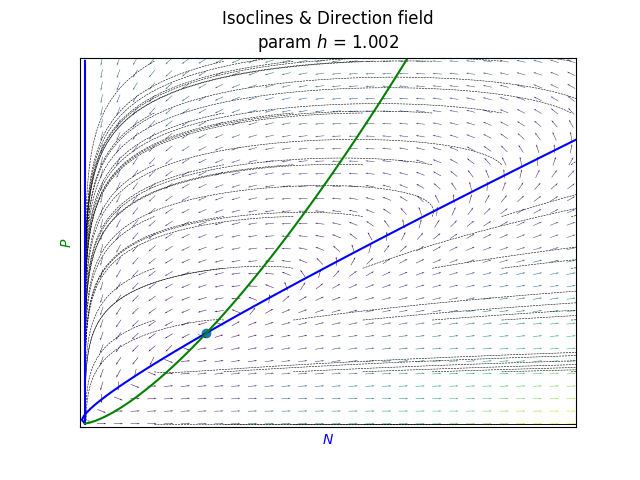 Isoclines & Direction field
param h = 1.002
P
N